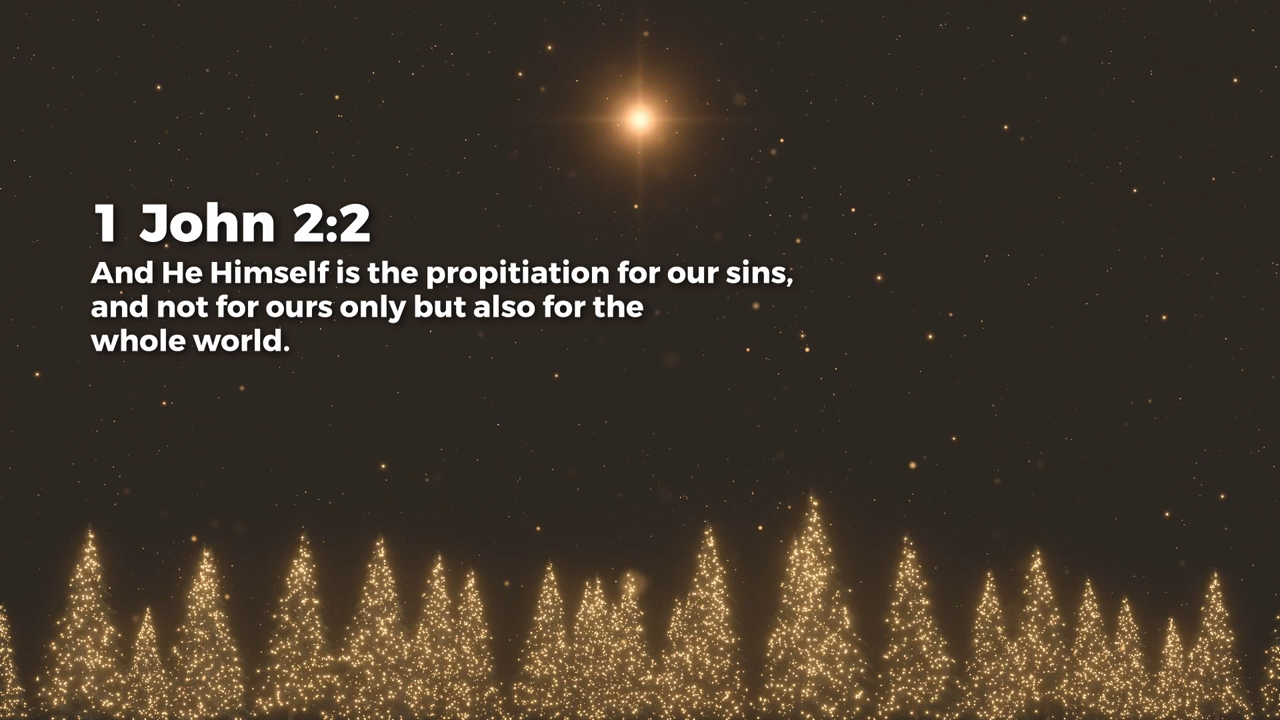 1 John 2:2
And He Himself is the propitiation for our sins,
and not for ours only but also for the
whole world.